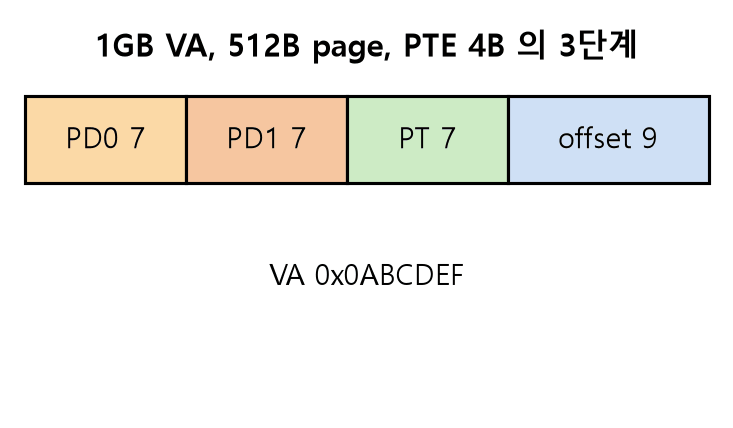 1GB VA, 512B page, PTE 4B 의 3단계
PD0 7 PD1 7 PT 7 offset 9
VA 0x0ABCDEF